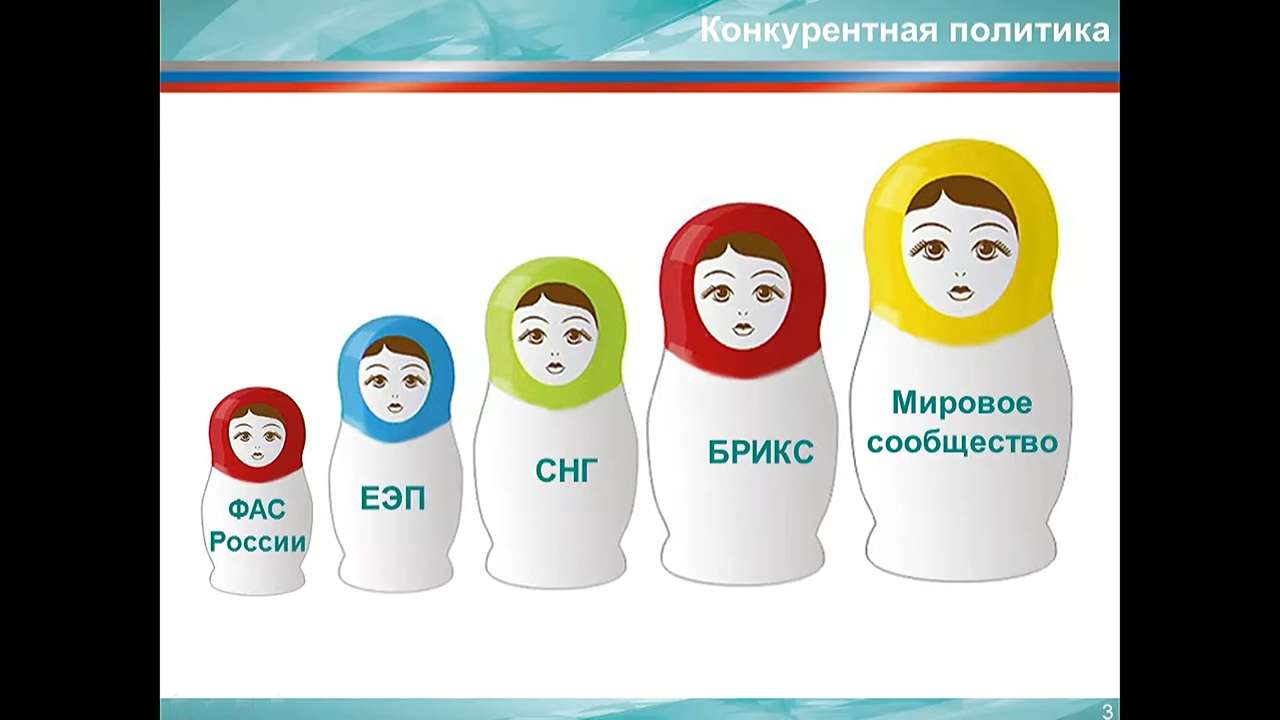 Конкурентная политика
ФАС
России
ЕЭП
СНГ
БРИКС
Мировое
сообщество
3